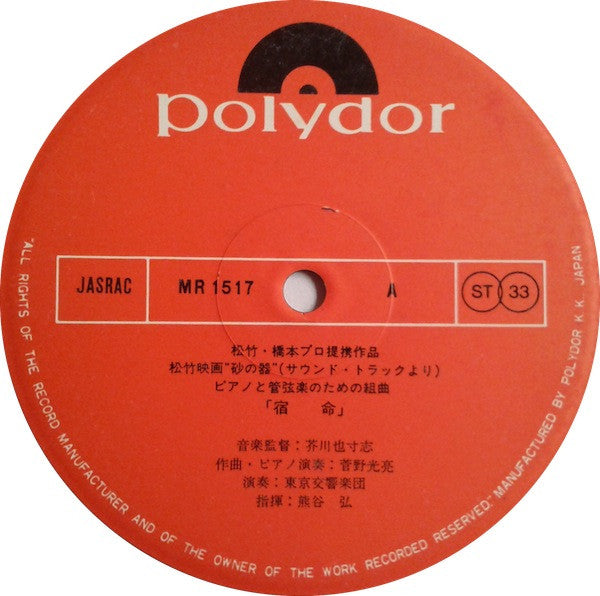 polydor
JASRAC MR 1517 A ST 33
松竹・橋本プロ提携作品
松竹映画"砂の器"(サウンド・トラックより)
ピアノと管弦楽のための組曲
「宿 命」
音楽監督：芥川也寸志
作曲・ピアノ演奏：菅野光亮
演奏：東京交響楽団
指揮：熊谷 弘
"ALL RIGHTS OF THE RECORD MANUFACTURER AND OF THE OWNER OF THE WORK RECORDED RESERVED." MANUFACTURED BY POLYDOR K.K. JAPAN